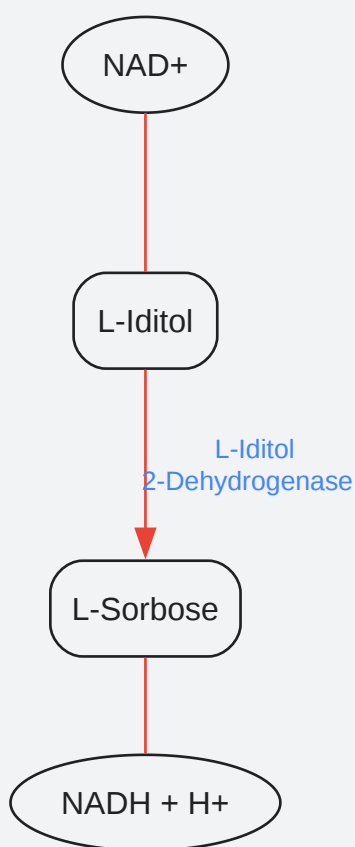 NAD+
L-Iditol
L-Iditol
2-Dehydrogenase
L-Sorbose
NADH + H+